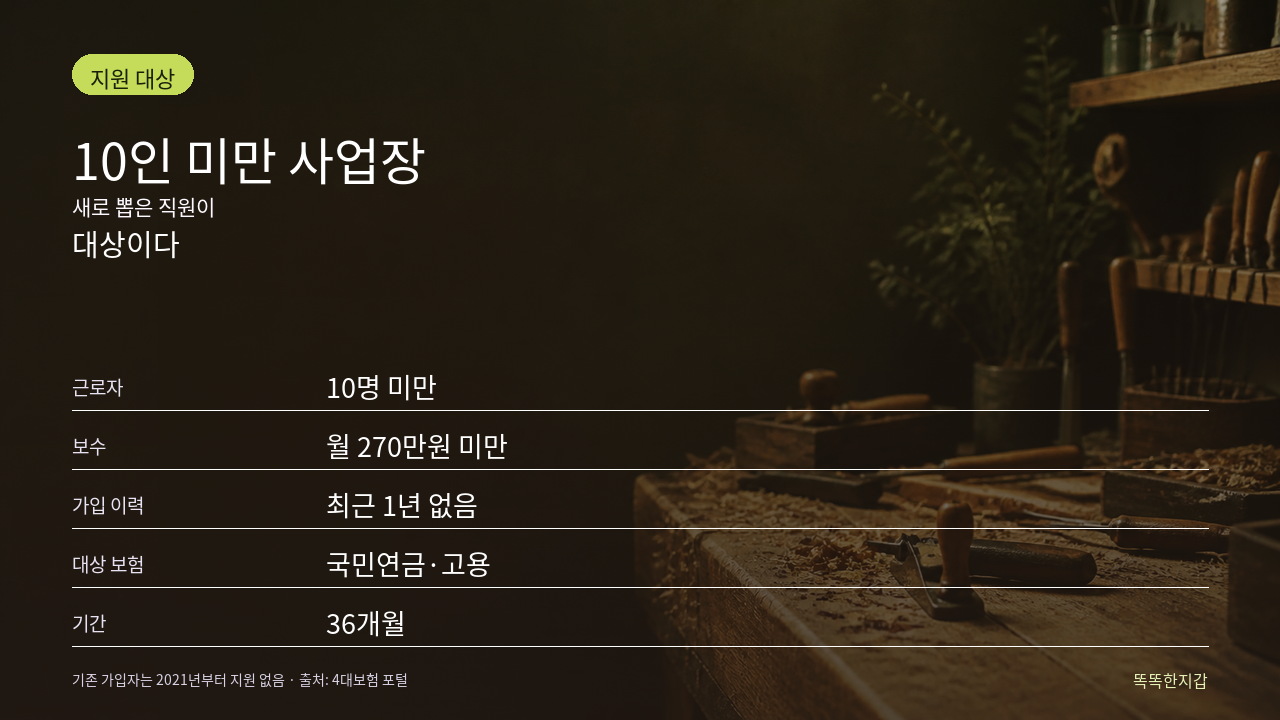 지원 대상
10인 미만 사업장
새로 뽑은 직원이
대상이다
근로자 10명 미만
보수 월 270만원 미만
가입 이력 최근 1년 없음
대상 보험 국민연금·고용
기간 36개월
기존 가입자는 2021년부터 지원 없음 · 출처: 4대보험 포털
똑똑한지갑